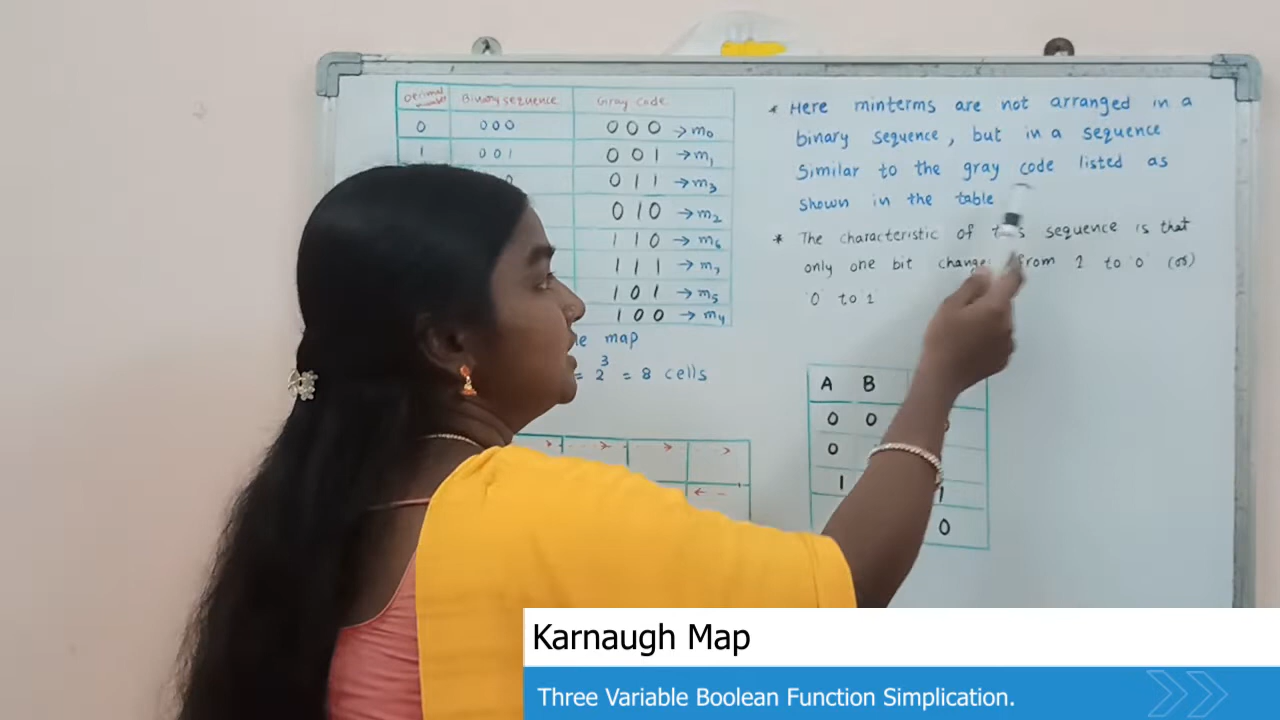 Decimal number Binary sequence Gray code
0 000 000 → m0
1 001 001 → m1
0 011 → m3
010 → m2
110 → m6
111 → m7
101 → m5
100 → m4
map
= 2³ = 8 cells
* Here minterms are not arranged in a
binary sequence, but in a sequence
similar to the gray code listed as
shown in the table
* The characteristic of this sequence is that
only one bit change from 1 to '0' (or)
'0' to '1'
A B
0 0
0
1 1
0
Karnaugh Map
Three Variable Boolean Function Simplication.